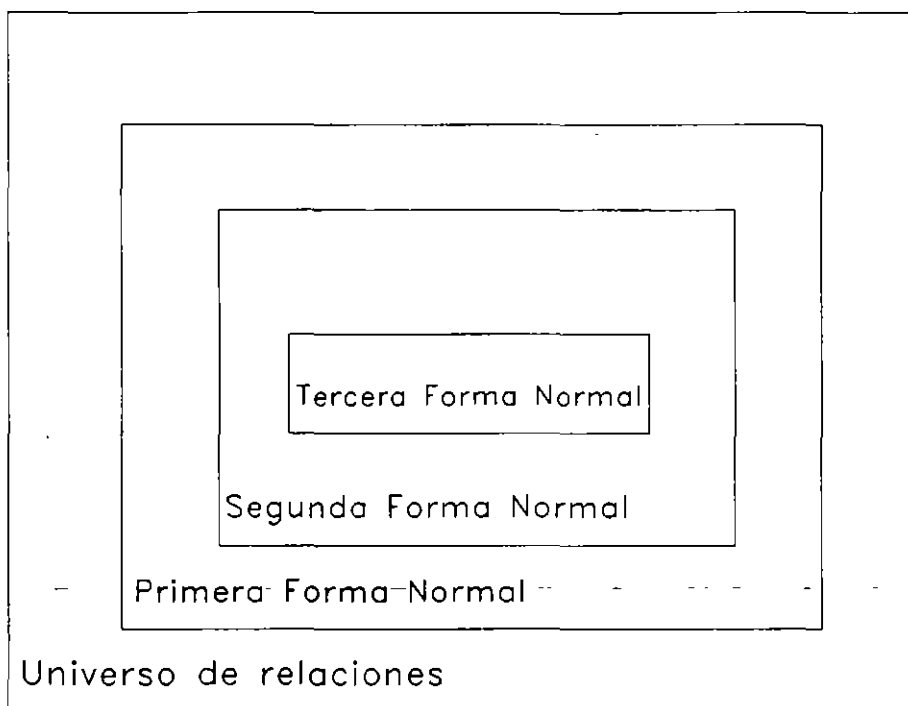 Tercera Forma Normal
Segunda Forma Normal
Primera Forma Normal
Universo de relaciones